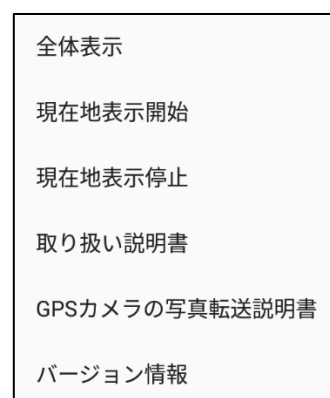 全体表示
現在地表示開始
現在地表示停止
取り扱い説明書
GPSカメラの写真転送説明書
バージョン情報